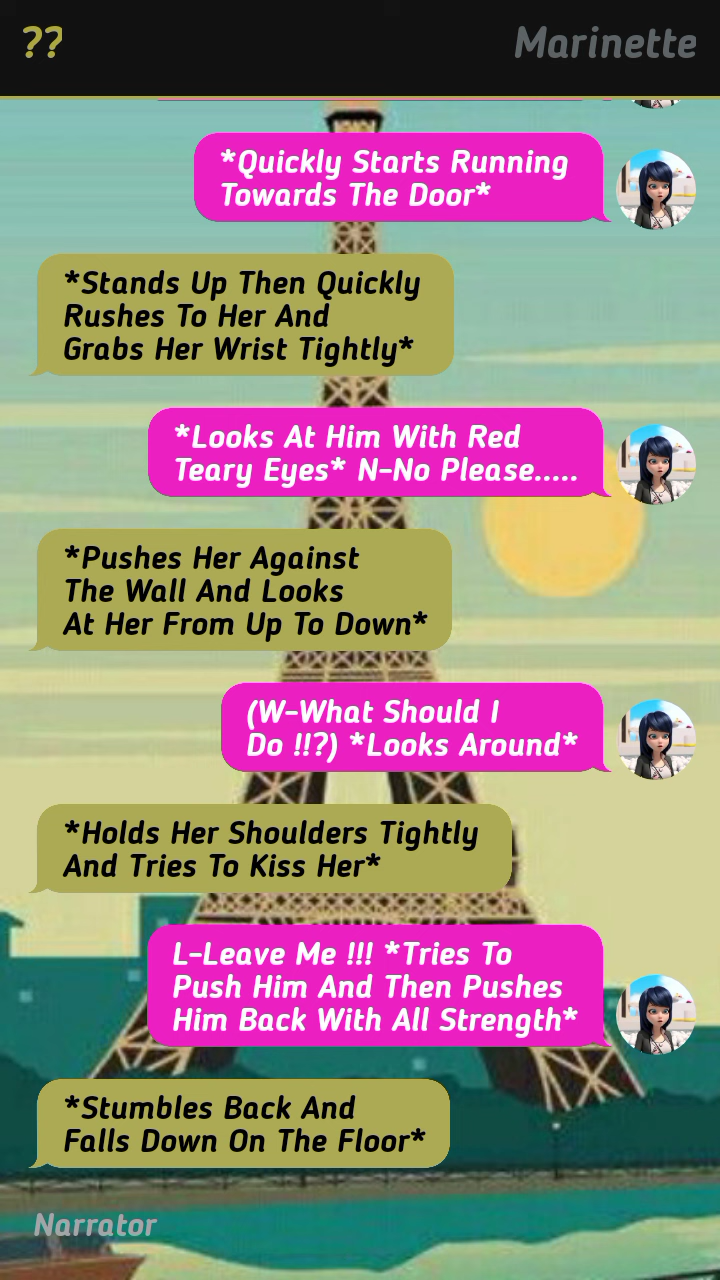 ??
Marinette
*Quickly Starts Running
Towards The Door*
*Stands Up Then Quickly
Rushes To Her And
Grabs Her Wrist Tightly*
*Looks At Him With Red
Teary Eyes* N-No Please.....
*Pushes Her Against
The Wall And Looks
At Her From Up To Down*
(W-What Should I
Do !!?) *Looks Around*
*Holds Her Shoulders Tightly
And Tries To Kiss Her*
L-Leave Me !!! *Tries To
Push Him And Then Pushes
Him Back With All Strength*
*Stumbles Back And
Falls Down On The Floor*
Narrator